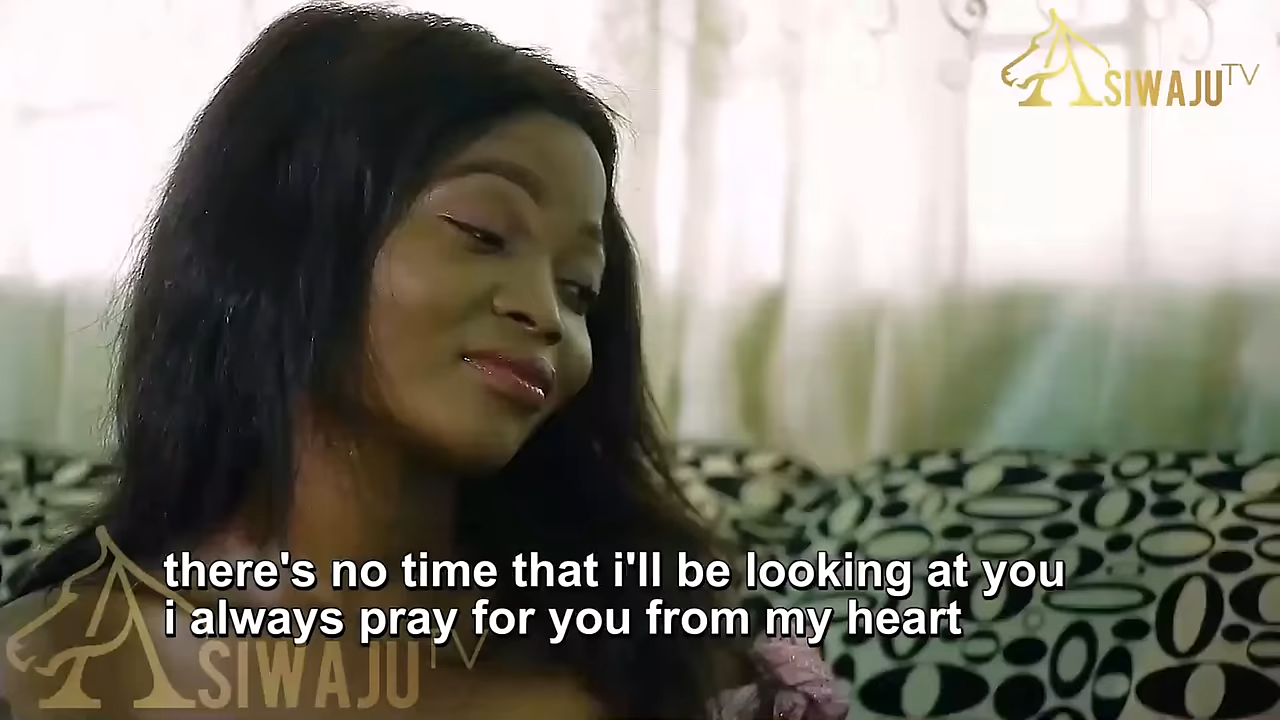 ASIWAJU TV
there's no time that i'll be looking at you
i always pray for you from my heart
ASIWAJU TV